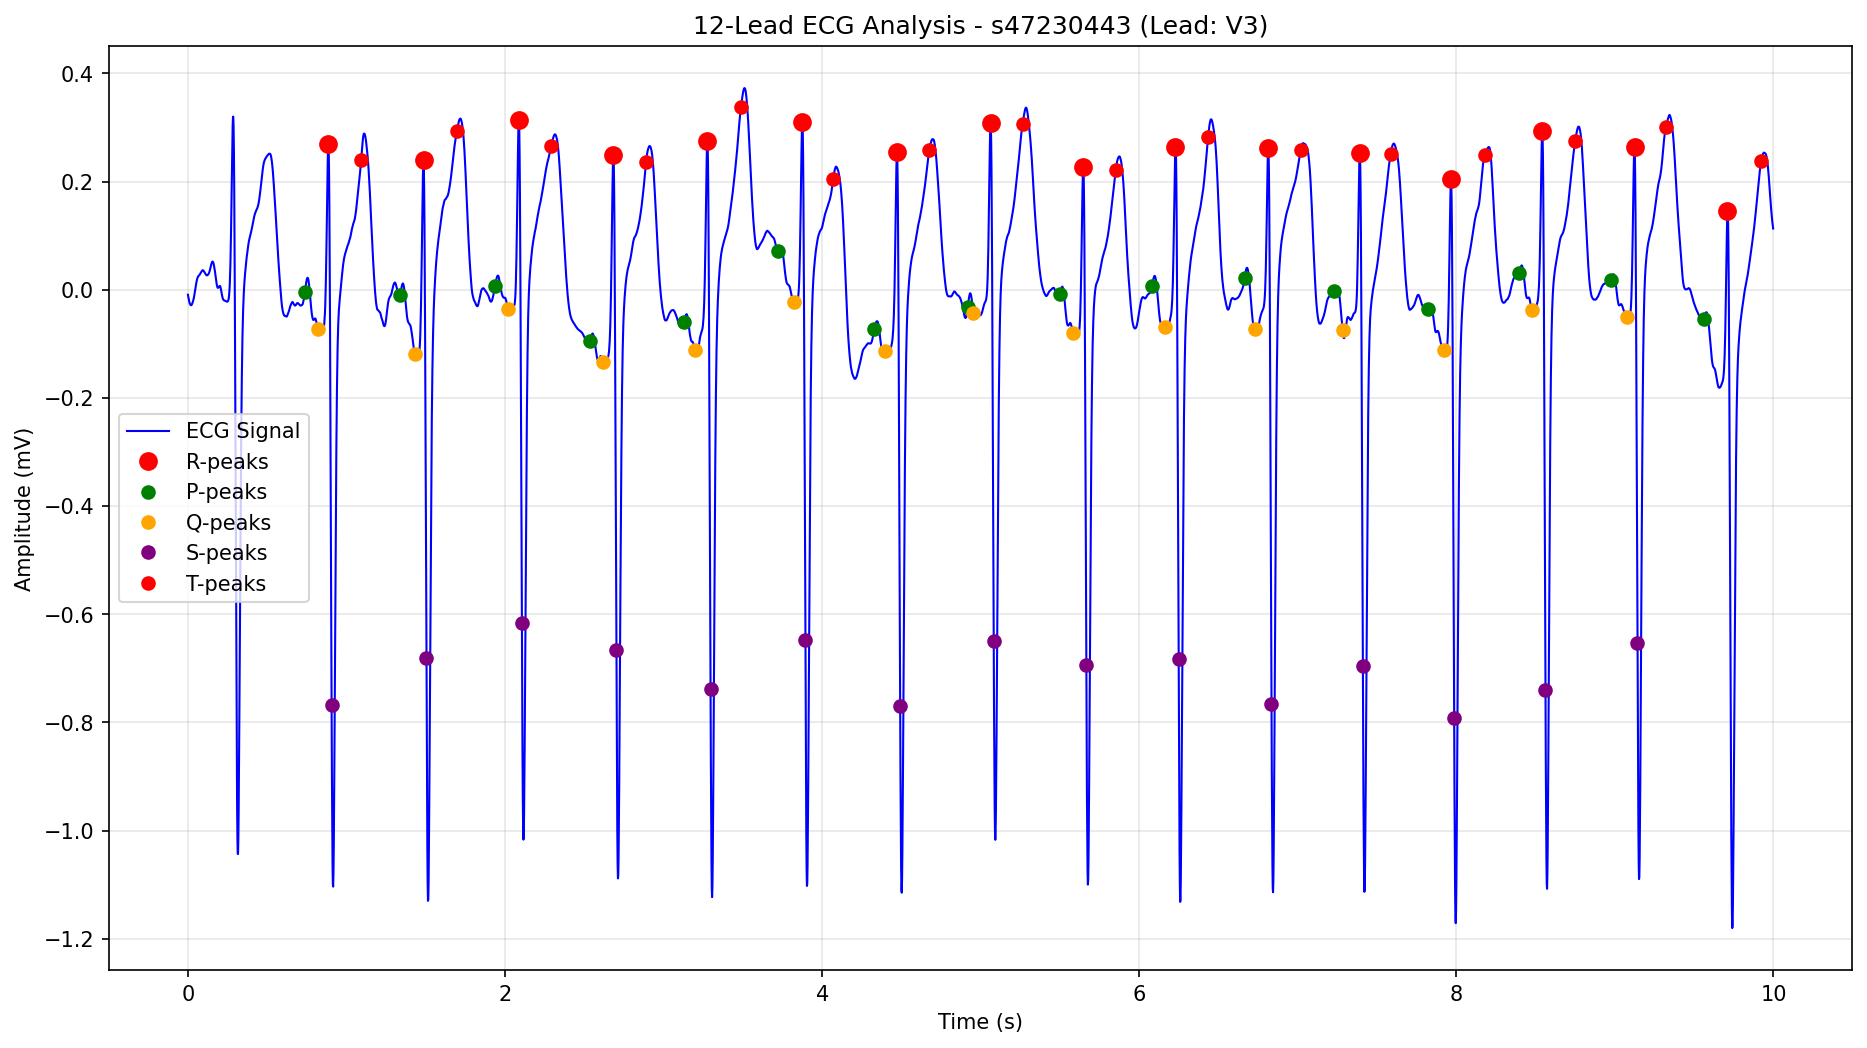 12-Lead ECG Analysis - s47230443 (Lead: V3)
Amplitude (mV)
0.4
0.2
0.0
−0.2
−0.4
−0.6
−0.8
−1.0
−1.2
ECG Signal
R-peaks
P-peaks
Q-peaks
S-peaks
T-peaks
0 2 4 6 8 10
Time (s)